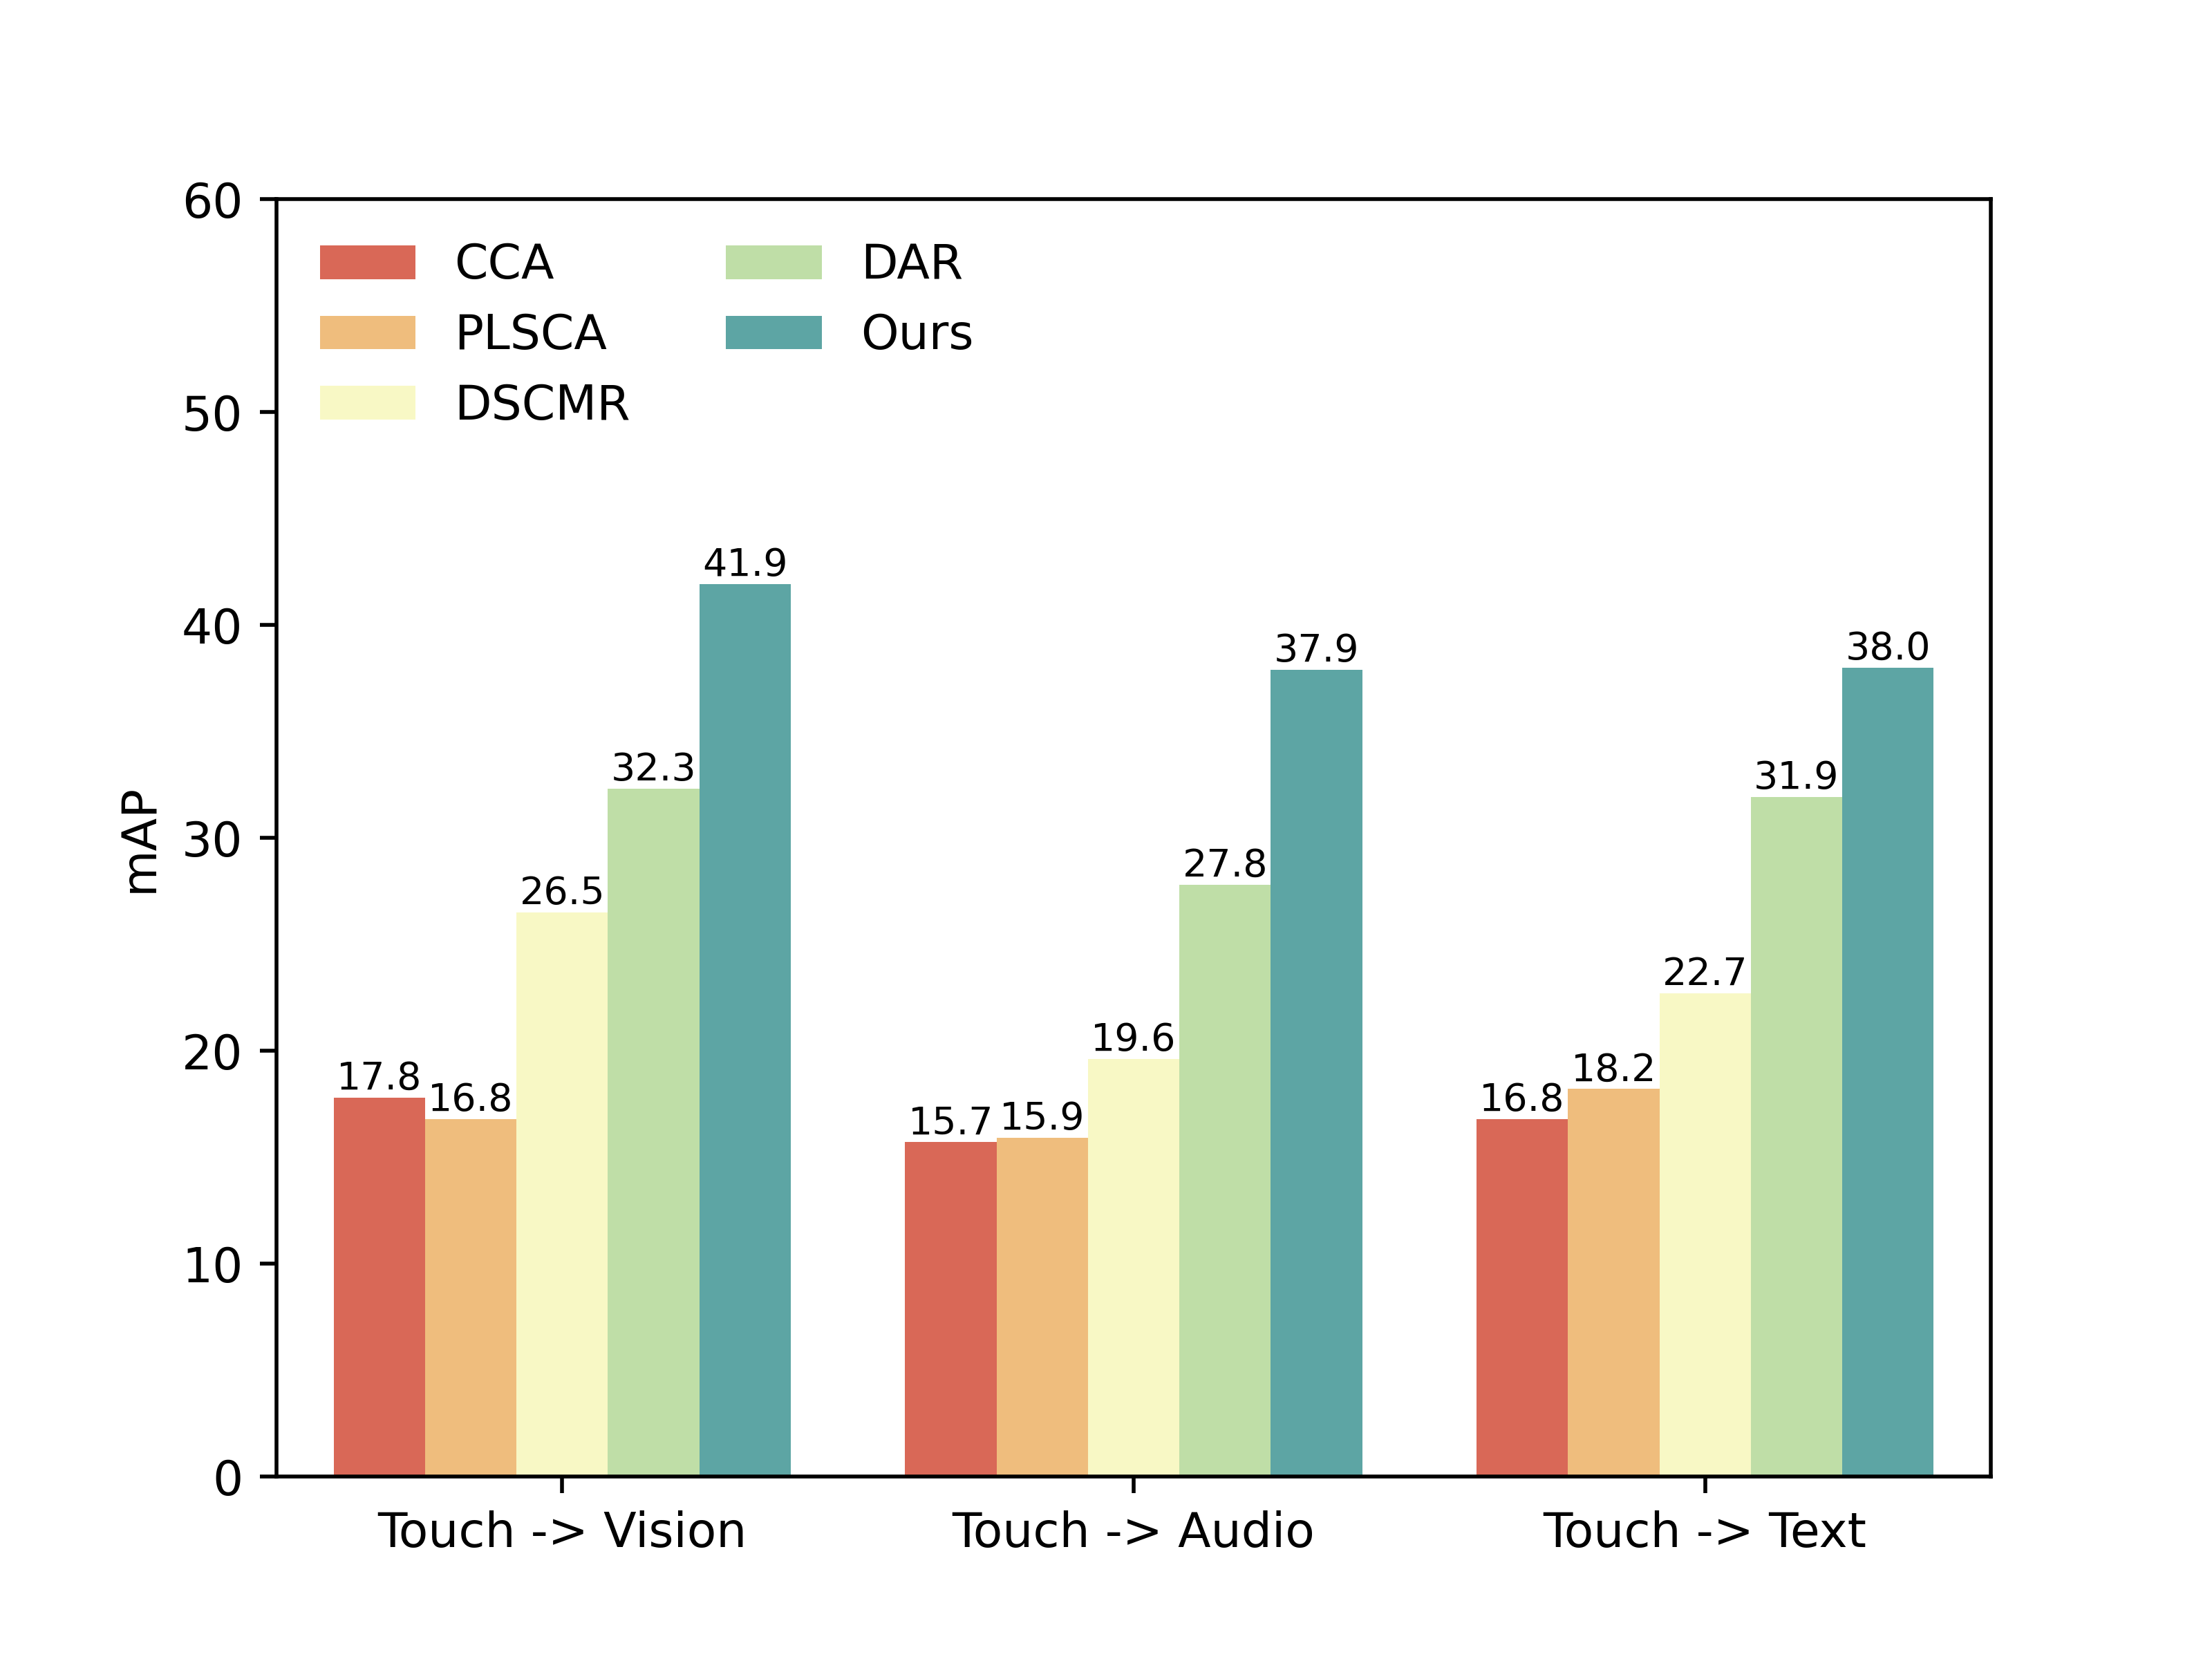 60
50
40
30
20
10
0
mAP
CCA
PLSCA
DSCMR
DAR
Ours
17.8
16.8
26.5
32.3
41.9
15.7
15.9
19.6
27.8
37.9
16.8
18.2
22.7
31.9
38.0
Touch -> Vision
Touch -> Audio
Touch -> Text